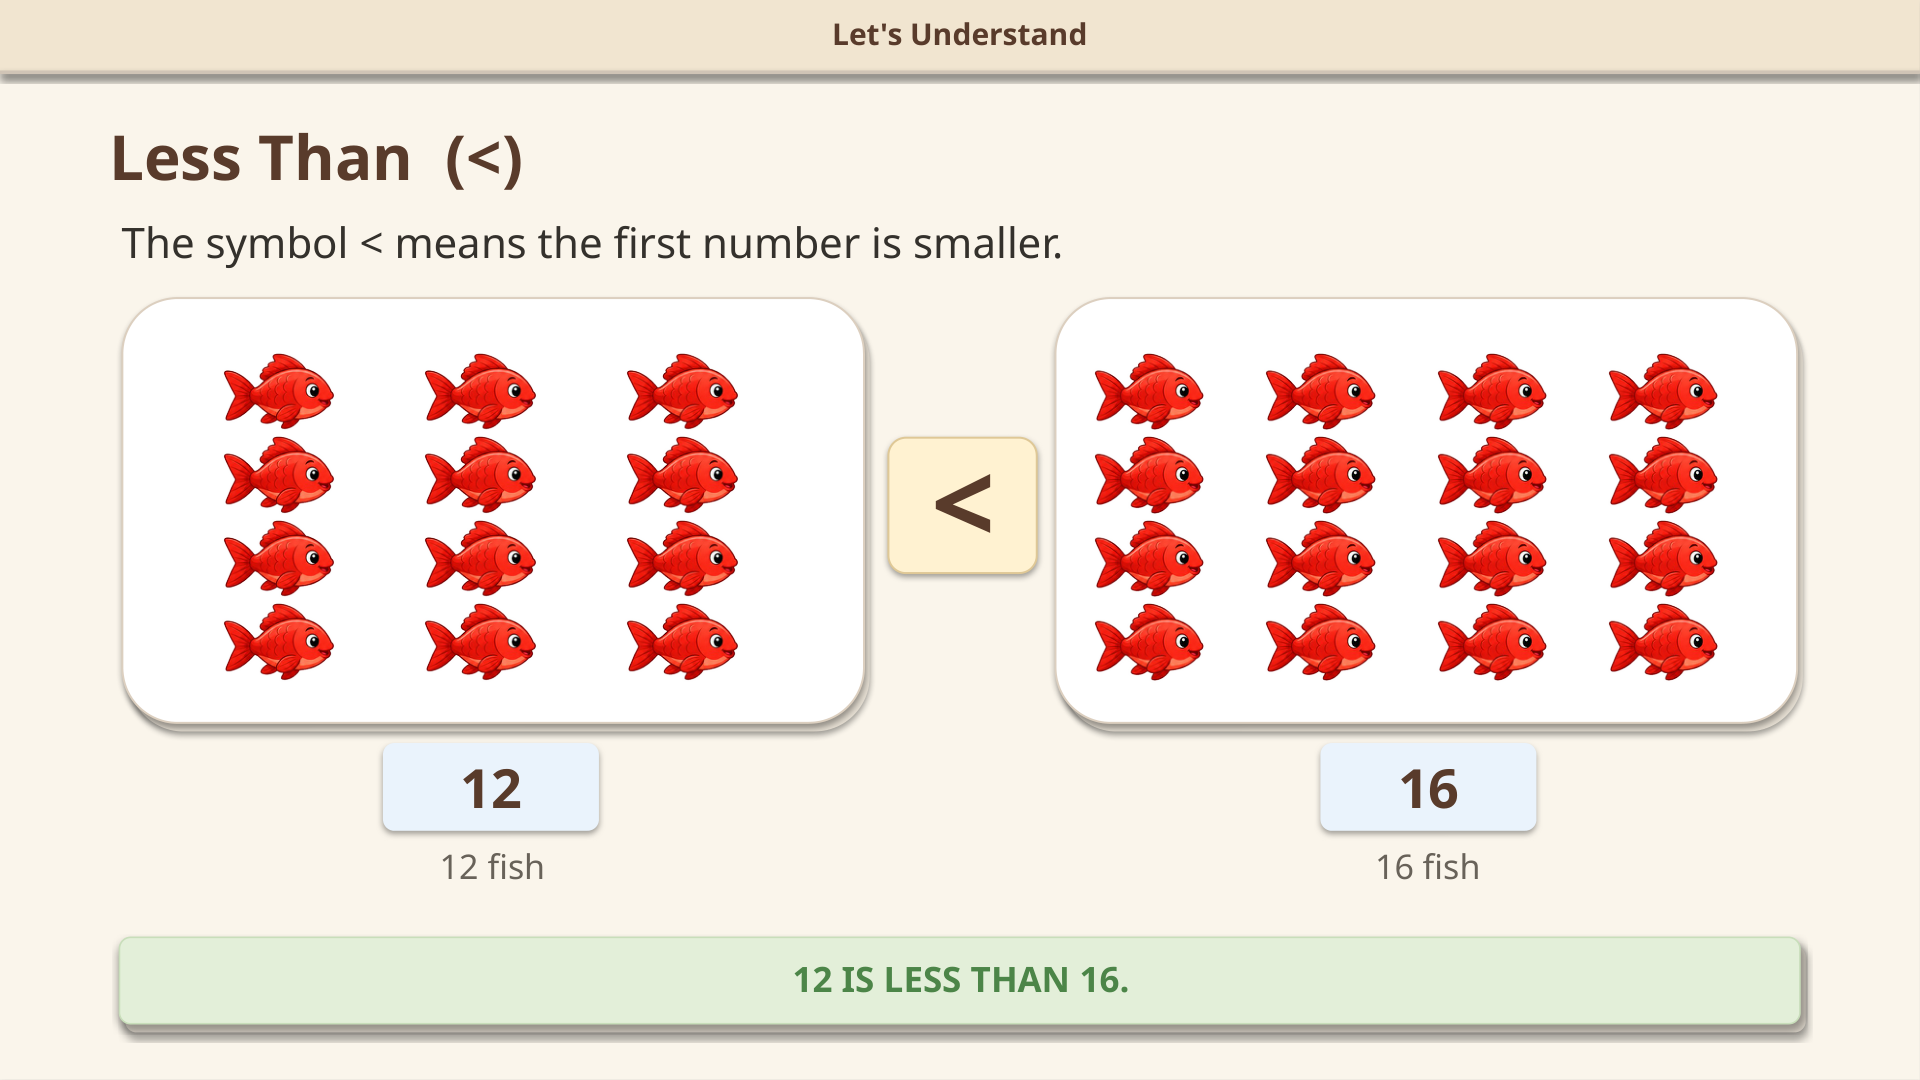 Let's Understand
Less Than (<)
The symbol < means the first number is smaller.
<
12
16
12 fish
16 fish
12 IS LESS THAN 16.